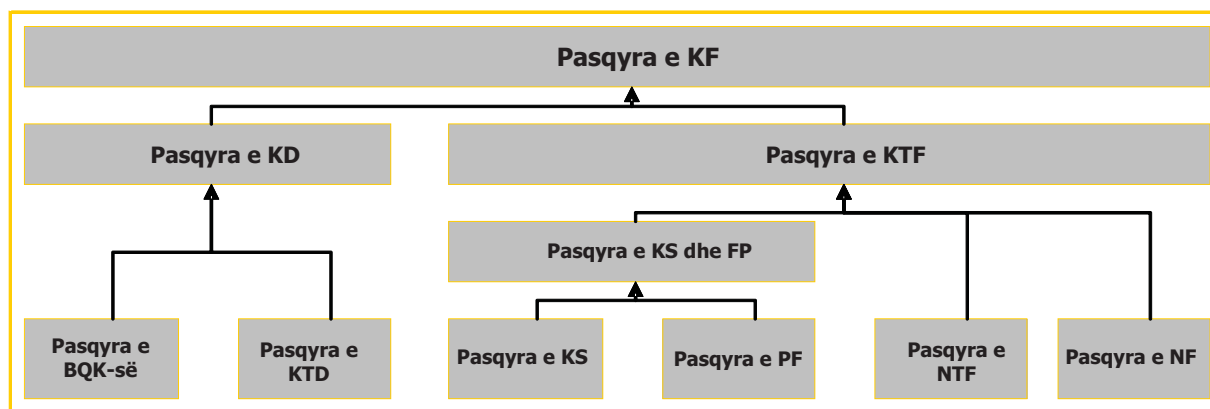 Pasqyra e KF
Pasqyra e KD
Pasqyra e KTF
Pasqyra e KS dhe FP
Pasqyra e
BQK-së
Pasqyra e
KTD
Pasqyra e KS
Pasqyra e PF
Pasqyra e
NTF
Pasqyra e NF